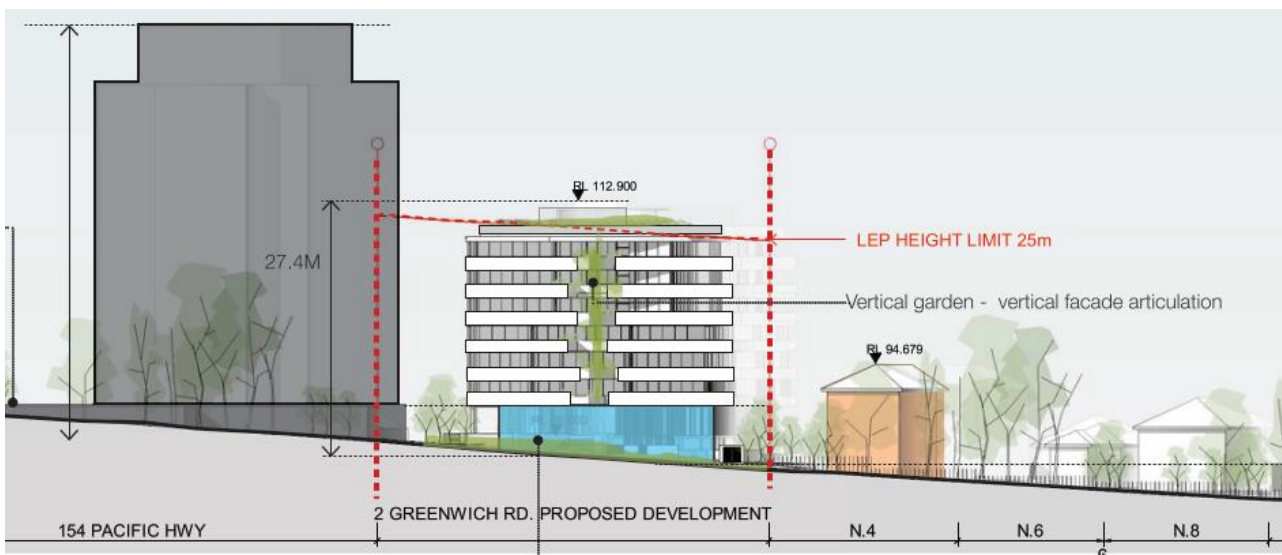 RL 112.900
LEP HEIGHT LIMIT 25m
27.4M
Vertical garden - vertical facade articulation
RL 94.679
2 GREENWICH RD. PROPOSED DEVELOPMENT
154 PACIFIC HWY
N.4
N.6
N.8